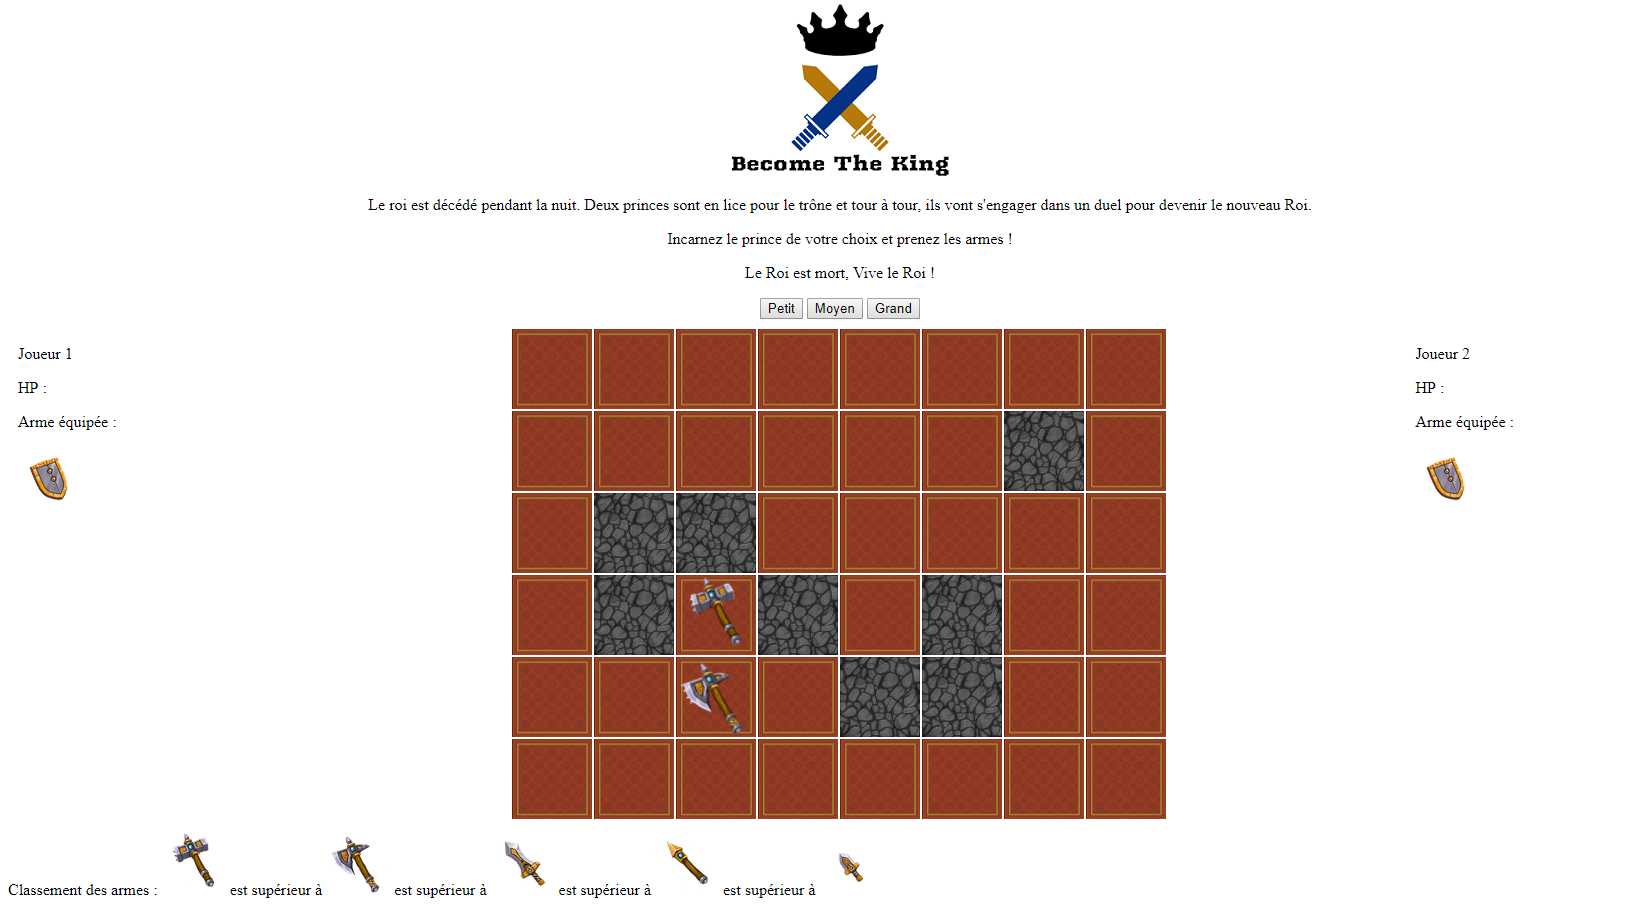 Become The King
Le roi est décédé pendant la nuit. Deux princes sont en lice pour le trône et tour à tour, ils vont s'engager dans un duel pour devenir le nouveau Roi.
Incarnez le prince de votre choix et prenez les armes !
Le Roi est mort, Vive le Roi !
Petit Moyen Grand
Joueur 1
HP :
Arme équipée :
Joueur 2
HP :
Arme équipée :
Classement des armes : est supérieur à est supérieur à est supérieur à est supérieur à